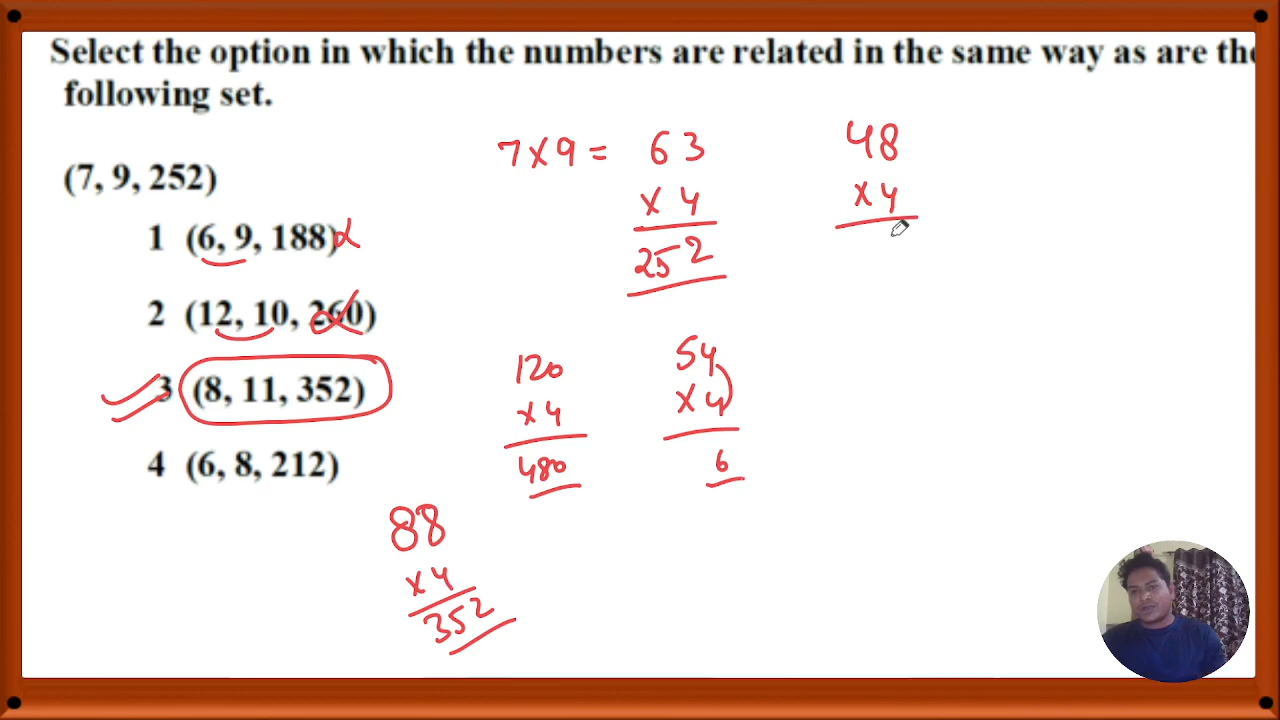 Select the option in which the numbers are related in the same way as are the
following set.
(7, 9, 252)
1 (6, 9, 188)
2 (12, 10, 260)
3 (8, 11, 352)
4 (6, 8, 212)
7 x 9 = 63
x 4
252
48
x 4
120
x 4
480
54
x 4
6
88
x 4
352